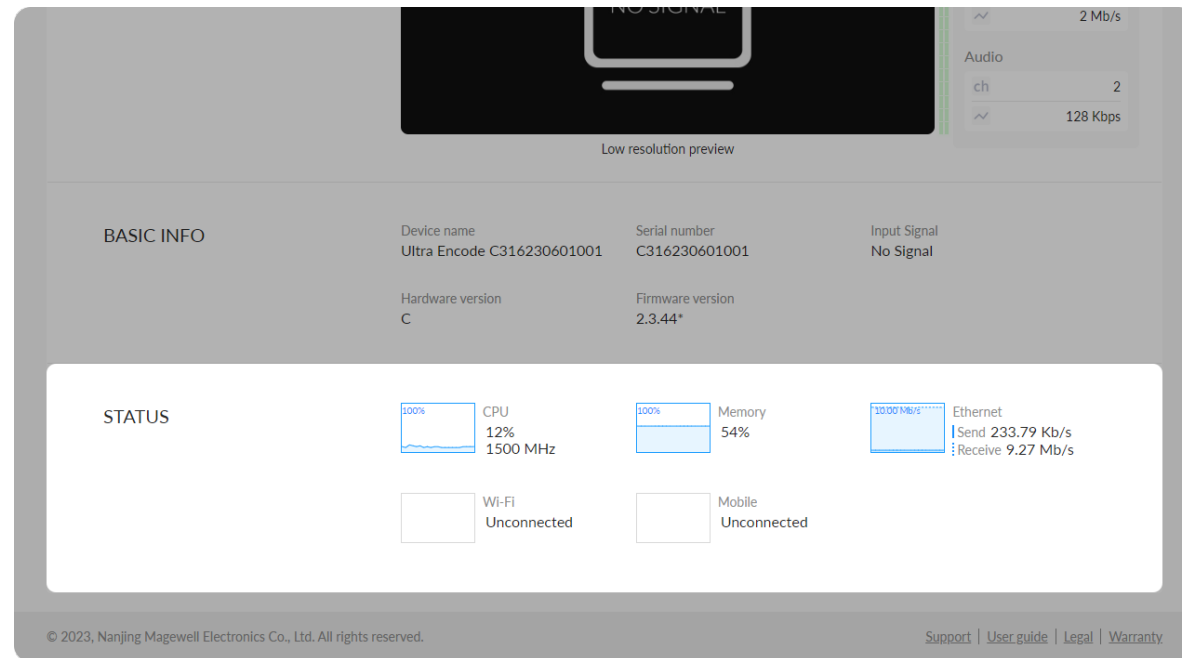 NO SIGNAL
2 Mb/s
Audio
ch 2
128 Kbps
Low resolution preview
BASIC INFO
Device name
Ultra Encode C316230601001
Serial number
C316230601001
Input Signal
No Signal
Hardware version
C
Firmware version
2.3.44*
STATUS
100%
CPU
12%
1500 MHz
100%
Memory
54%
10.00 Mb/s
Ethernet
Send 233.79 Kb/s
Receive 9.27 Mb/s
Wi-Fi
Unconnected
Mobile
Unconnected
© 2023, Nanjing Magewell Electronics Co., Ltd. All rights reserved.
Support | User guide | Legal | Warranty